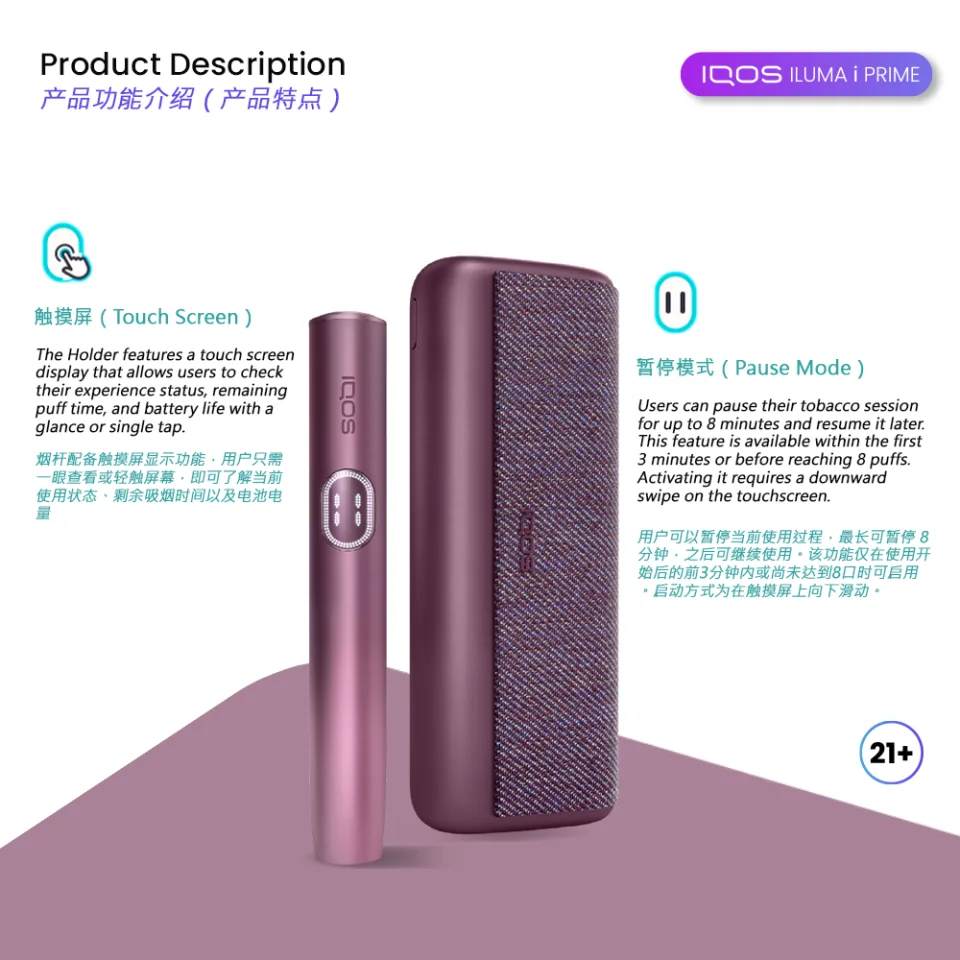 Product Description
产品功能介绍 ( 产品特点 )
IQOS ILUMA i PRIME
触摸屏 ( Touch Screen )
The Holder features a touch screen
display that allows users to check
their experience status, remaining
puff time, and battery life with a
glance or single tap.
烟杆配备触摸屏显示功能，用户只需
一眼查看或轻触屏幕，即可了解当前
使用状态、剩余吸烟时间以及电池电
量
IQOS
IQOS
暂停模式 ( Pause Mode )
Users can pause their tobacco session
for up to 8 minutes and resume it later.
This feature is available within the first
3 minutes or before reaching 8 puffs.
Activating it requires a downward
swipe on the touchscreen.
用户可以暂停当前使用过程，最长可暂停 8
分钟，之后可继续使用。该功能仅在使用开
始后的前3分钟内或尚未达到8口时可启用
。启动方式为在触摸屏上向下滑动。
21+